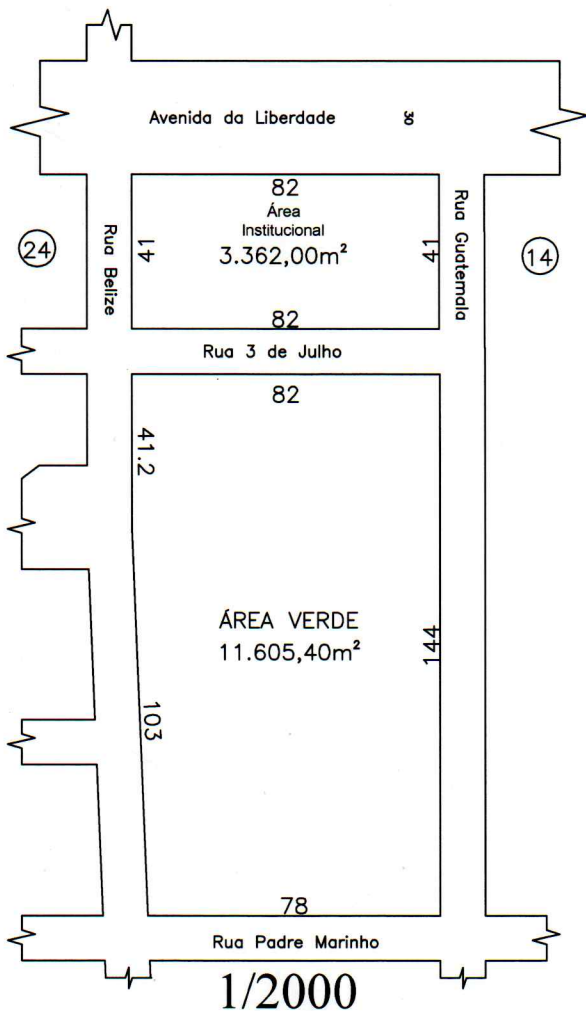 Avenida da Liberdade
30
82
Área
Institucional
3.362,00m²
41
41
Rua Belize
Rua Guatemala
24
14
82
Rua 3 de Julho
82
41.2
ÁREA VERDE
11.605,40m²
144
103
78
Rua Padre Marinho
1/2000